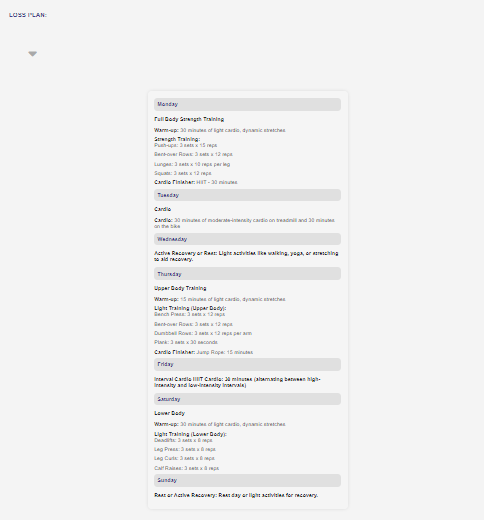 LOSS PLAN:
Monday
Full Body Strength Training
Warm-up: 30 minutes of light cardio, dynamic stretches
Strength Training:
Push-ups: 3 sets x 15 reps
Bent-over Rows: 3 sets x 12 reps
Lunges: 3 sets x 10 reps per leg
Squats: 3 sets x 12 reps
Cardio Finisher: HIIT - 30 minutes
Tuesday
Cardio
Cardio: 30 minutes of moderate-intensity cardio on treadmill and 30 minutes
on the bike
Wednesday
Active Recovery or Rest: Light activities like walking, yoga, or stretching
to aid recovery.
Thursday
Upper Body Training
Warm-up: 15 minutes of light cardio, dynamic stretches
Light Training (Upper Body):
Bench Press: 3 sets x 12 reps
Bent-over Rows: 3 sets x 12 reps
Dumbbell Rows: 3 sets x 12 reps per arm
Plank: 3 sets x 30 seconds
Cardio Finisher: Jump Rope: 15 minutes
Friday
Interval Cardio HIIT Cardio: 30 minutes (alternating between high-
intensity and low-intensity intervals)
Saturday
Lower Body
Warm-up: 30 minutes of light cardio, dynamic stretches
Light Training (Lower Body):
Deadlifts: 3 sets x 8 reps
Leg Press: 3 sets x 8 reps
Leg Curls: 3 sets x 8 reps
Calf Raises: 3 sets x 8 reps
Sunday
Rest or Active Recovery: Rest day or light activities for recovery.